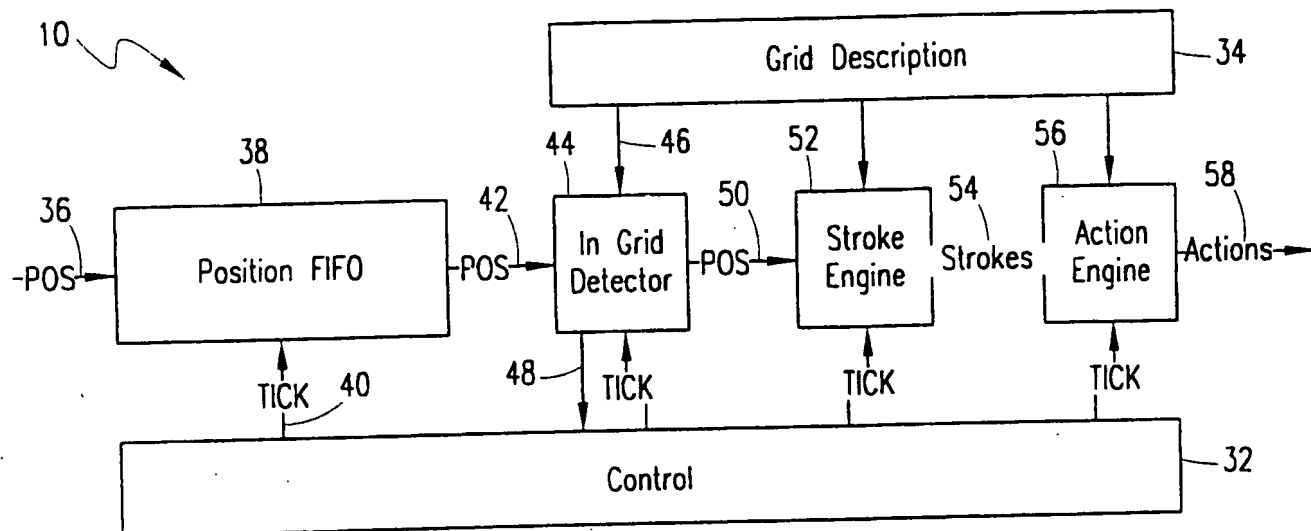 10
Grid Description
34
36
38
42
44
46
50
52
54
56
58
POS
Position FIFO
POS
In Grid
Detector
POS
Stroke
Engine
Strokes
Action
Engine
Actions
TICK
40
48
TICK
TICK
TICK
Control
32